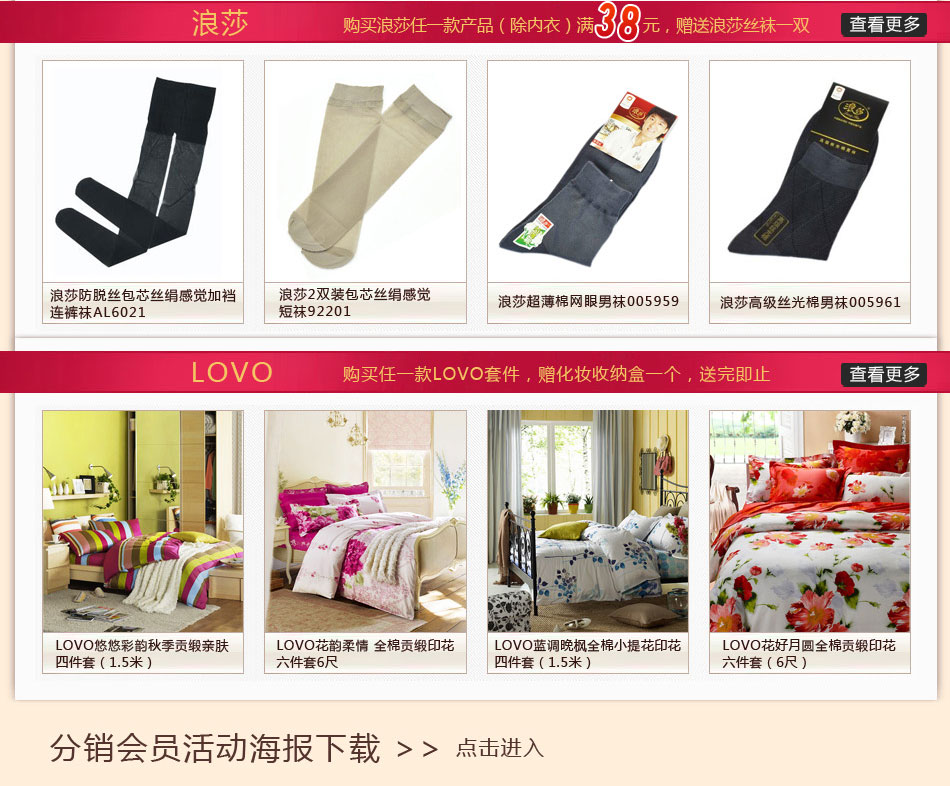 浪莎
购买浪莎任一款产品（除内衣）满38元，赠送浪莎丝袜一双
查看更多
浪莎
浪莎
浪莎防脱丝包芯丝绢感觉加裆
连裤袜AL6021
浪莎2双装包芯丝绢感觉
短袜92201
浪莎超薄棉网眼男袜005959
浪莎高级丝光棉男袜005961
LOVO
购买任一款LOVO套件，赠化妆收纳盒一个，送完即止
查看更多
LOVO悠悠彩韵秋季贡缎亲肤
四件套（1.5米）
LOVO花韵柔情 全棉贡缎印花
六件套6尺
LOVO蓝调晚枫全棉小提花印花
四件套（1.5米）
LOVO花好月圆全棉贡缎印花
六件套（6尺）
分销会员活动海报下载 >> 点击进入